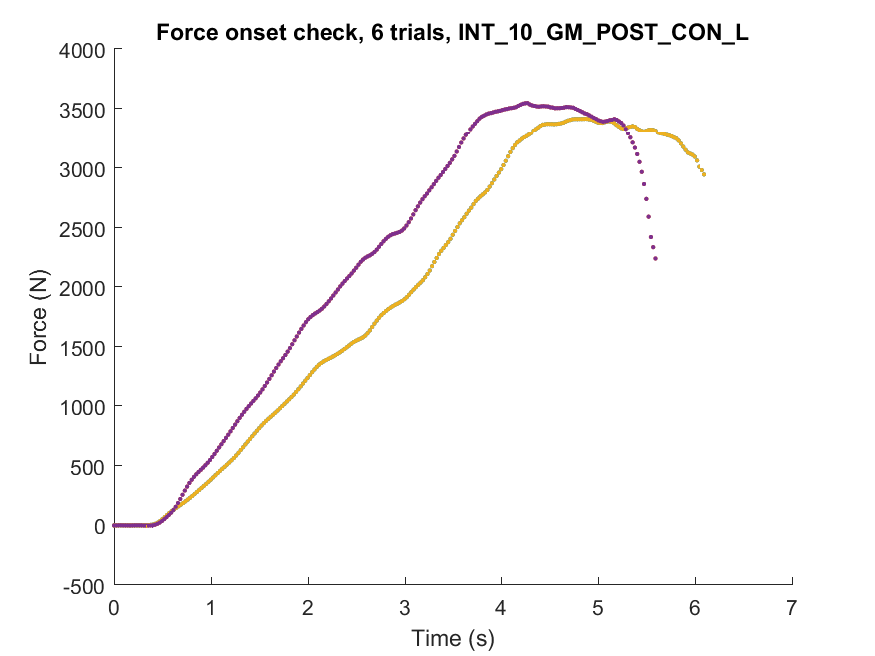 Force onset check, 6 trials, INT_10_GM_POST_CON_L
4000
3500
3000
2500
2000
1500
1000
500
0
-500
Force (N)
0 1 2 3 4 5 6 7
Time (s)